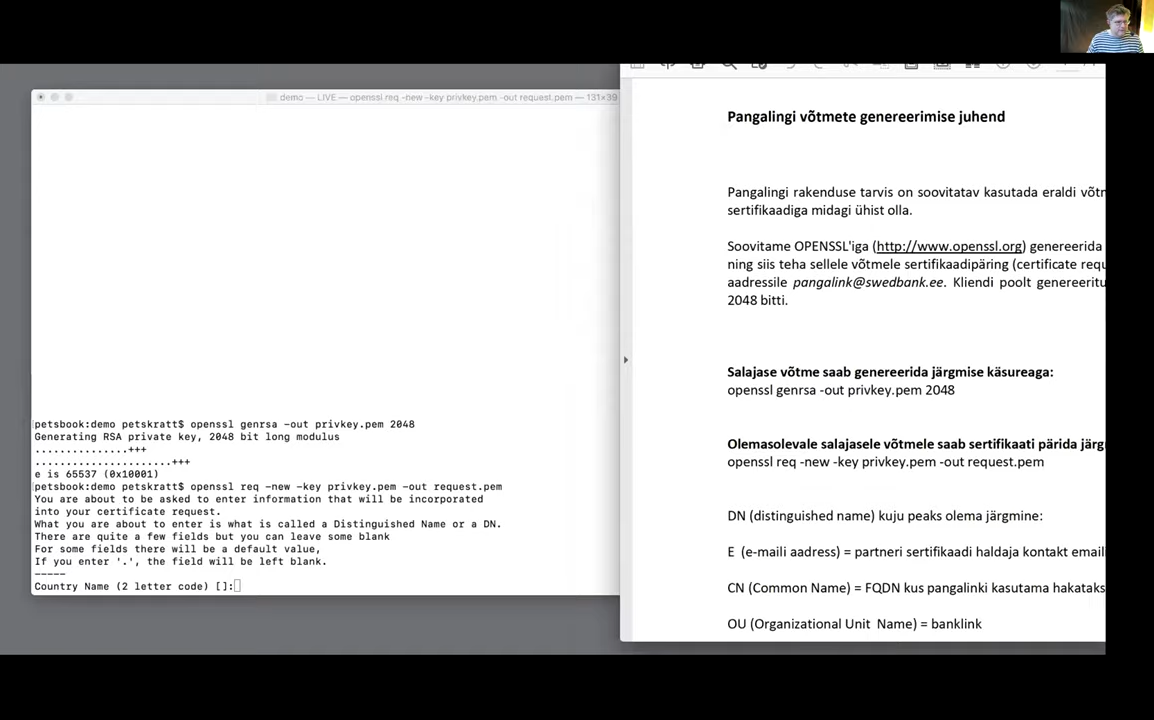 demo — LIVE — openssl req -new -key privkey.pem -out request.pem — 131×39
petsbook:demo petskratt$ openssl genrsa -out privkey.pem 2048
Generating RSA private key, 2048 bit long modulus
...............+++
......................+++
e is 65537 (0x10001)
petsbook:demo petskratt$ openssl req -new -key privkey.pem -out request.pem
You are about to be asked to enter information that will be incorporated
into your certificate request.
What you are about to enter is what is called a Distinguished Name or a DN.
There are quite a few fields but you can leave some blank
For some fields there will be a default value,
If you enter '.', the field will be left blank.
-----
Country Name (2 letter code) []:
Pangalingi võtmete genereerimise juhend
Pangalingi rakenduse tarvis on soovitatav kasutada eraldi võtm
sertifikaadiga midagi ühist olla.
Soovitame OPENSSL'iga (http://www.openssl.org) genereerida
ning siis teha sellele võtmele sertifikaadipäring (certificate requ
aadressile pangalink@swedbank.ee. Kliendi poolt genereeritu
2048 bitti.
Salajase võtme saab genereerida järgmise käsureaga:
openssl genrsa -out privkey.pem 2048
Olemasolevale salajasele võtmele saab sertifikaati pärida järg
openssl req -new -key privkey.pem -out request.pem
DN (distinguished name) kuju peaks olema järgmine:
E (e-maili aadress) = partneri sertifikaadi haldaja kontakt email
CN (Common Name) = FQDN kus pangalinki kasutama hakataks
OU (Organizational Unit Name) = banklink